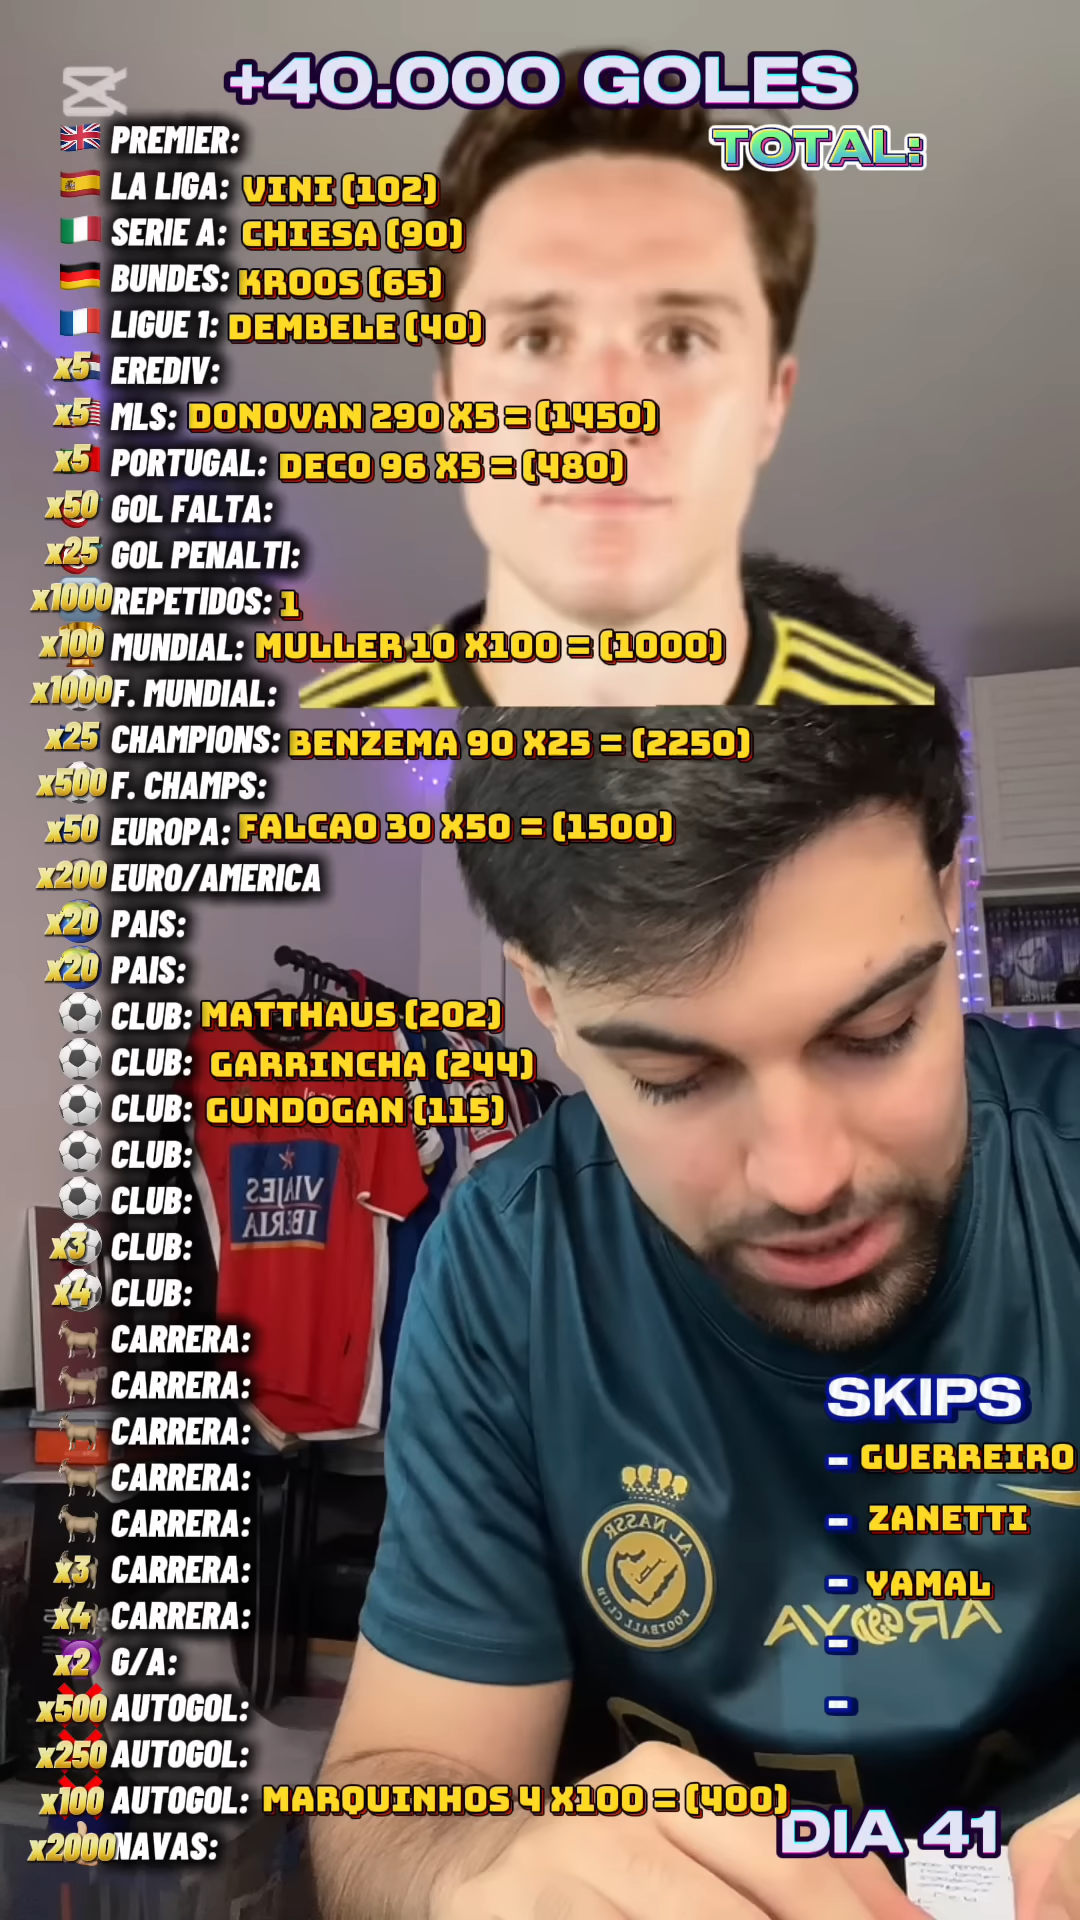 +40.000 GOLES
TOTAL:
PREMIER:
LA LIGA: VINI (102)
SERIE A: CHIESA (90)
BUNDES: KROOS (65)
LIGUE 1: DEMBELE (40)
x5 EREDIV:
x5 MLS: DONOVAN 290 X5 = (1450)
x5 PORTUGAL: DECO 96 X5 = (480)
x50 GOL FALTA:
x25 GOL PENALTI:
x1000 REPETIDOS: 1
x100 MUNDIAL: MULLER 10 X100 = (1000)
x1000 F. MUNDIAL:
x25 CHAMPIONS: BENZEMA 90 X25 = (2250)
x500 F. CHAMPS:
x50 EUROPA: FALCAO 30 X50 = (1500)
x200 EURO/AMERICA
x20 PAIS:
x20 PAIS:
CLUB: MATTHAUS (202)
CLUB: GARRINCHA (244)
CLUB: GUNDOGAN (115)
CLUB:
CLUB:
x3 CLUB:
x4 CLUB:
CARRERA:
CARRERA:
CARRERA:
CARRERA:
CARRERA:
x3 CARRERA:
x4 CARRERA:
x2 G/A:
x500 AUTOGOL:
x250 AUTOGOL:
x100 AUTOGOL: MARQUINHOS 4 X100 = (400)
x2000 NAVAS:
VIAJES
IBERIA
AL NASSR
FOOTBALL CLUB
SKIPS
- GUERREIRO
- ZANETTI
- YAMAL
-
-
DIA 41